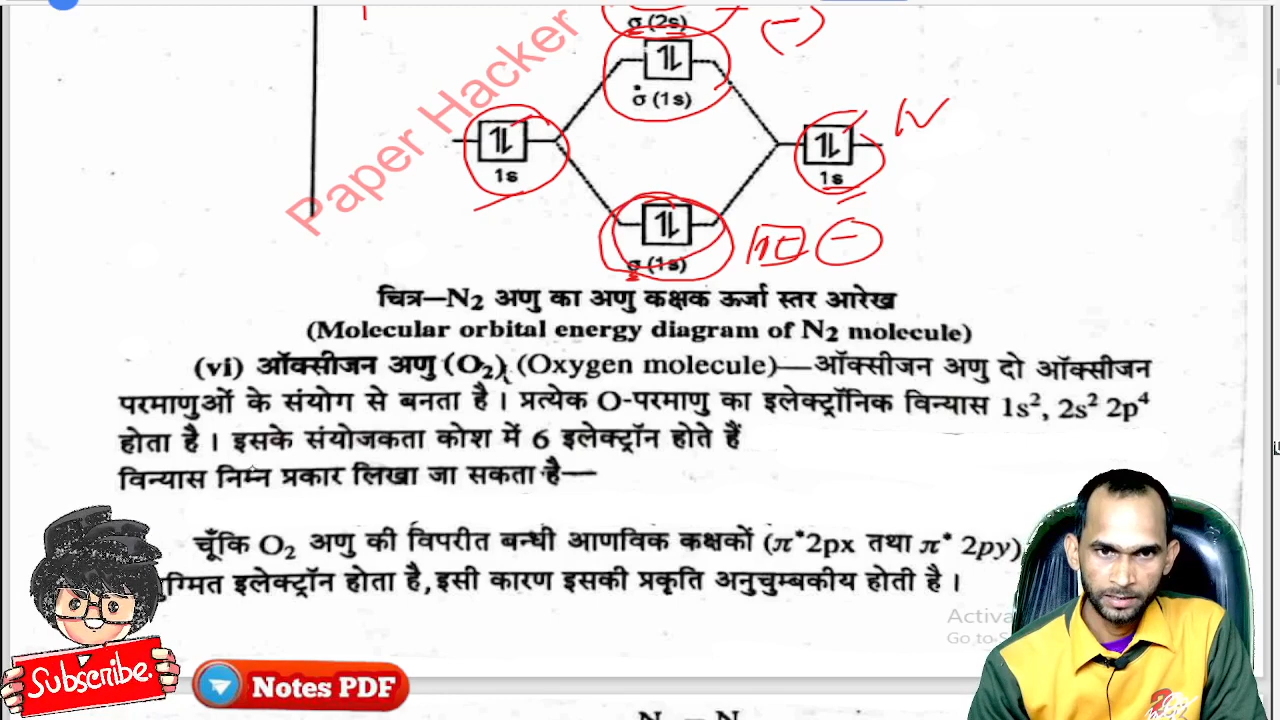 σ (2s)
σ̇ (1s)
1s
1s
σ (1s)
Paper Hacker
चित्र—N₂ अणु का अणु कक्षक ऊर्जा स्तर आरेख
(Molecular orbital energy diagram of N₂ molecule)
(vi) ऑक्सीजन अणु (O₂) (Oxygen molecule)—ऑक्सीजन अणु दो ऑक्सीजन
परमाणुओं के संयोग से बनता है। प्रत्येक O-परमाणु का इलेक्ट्रॉनिक विन्यास 1s², 2s² 2p⁴
होता है। इसके संयोजकता कोश में 6 इलेक्ट्रॉन होते हैं
विन्यास निम्न प्रकार लिखा जा सकता है—
चूँकि O₂ अणु की विपरीत बन्धी आणविक कक्षकों (π*2px तथा π* 2py)
ुग्मित इलेक्ट्रॉन होता है, इसी कारण इसकी प्रकृति अनुचुम्बकीय होती है।
Activa
Go to S
Subscribe
Notes PDF